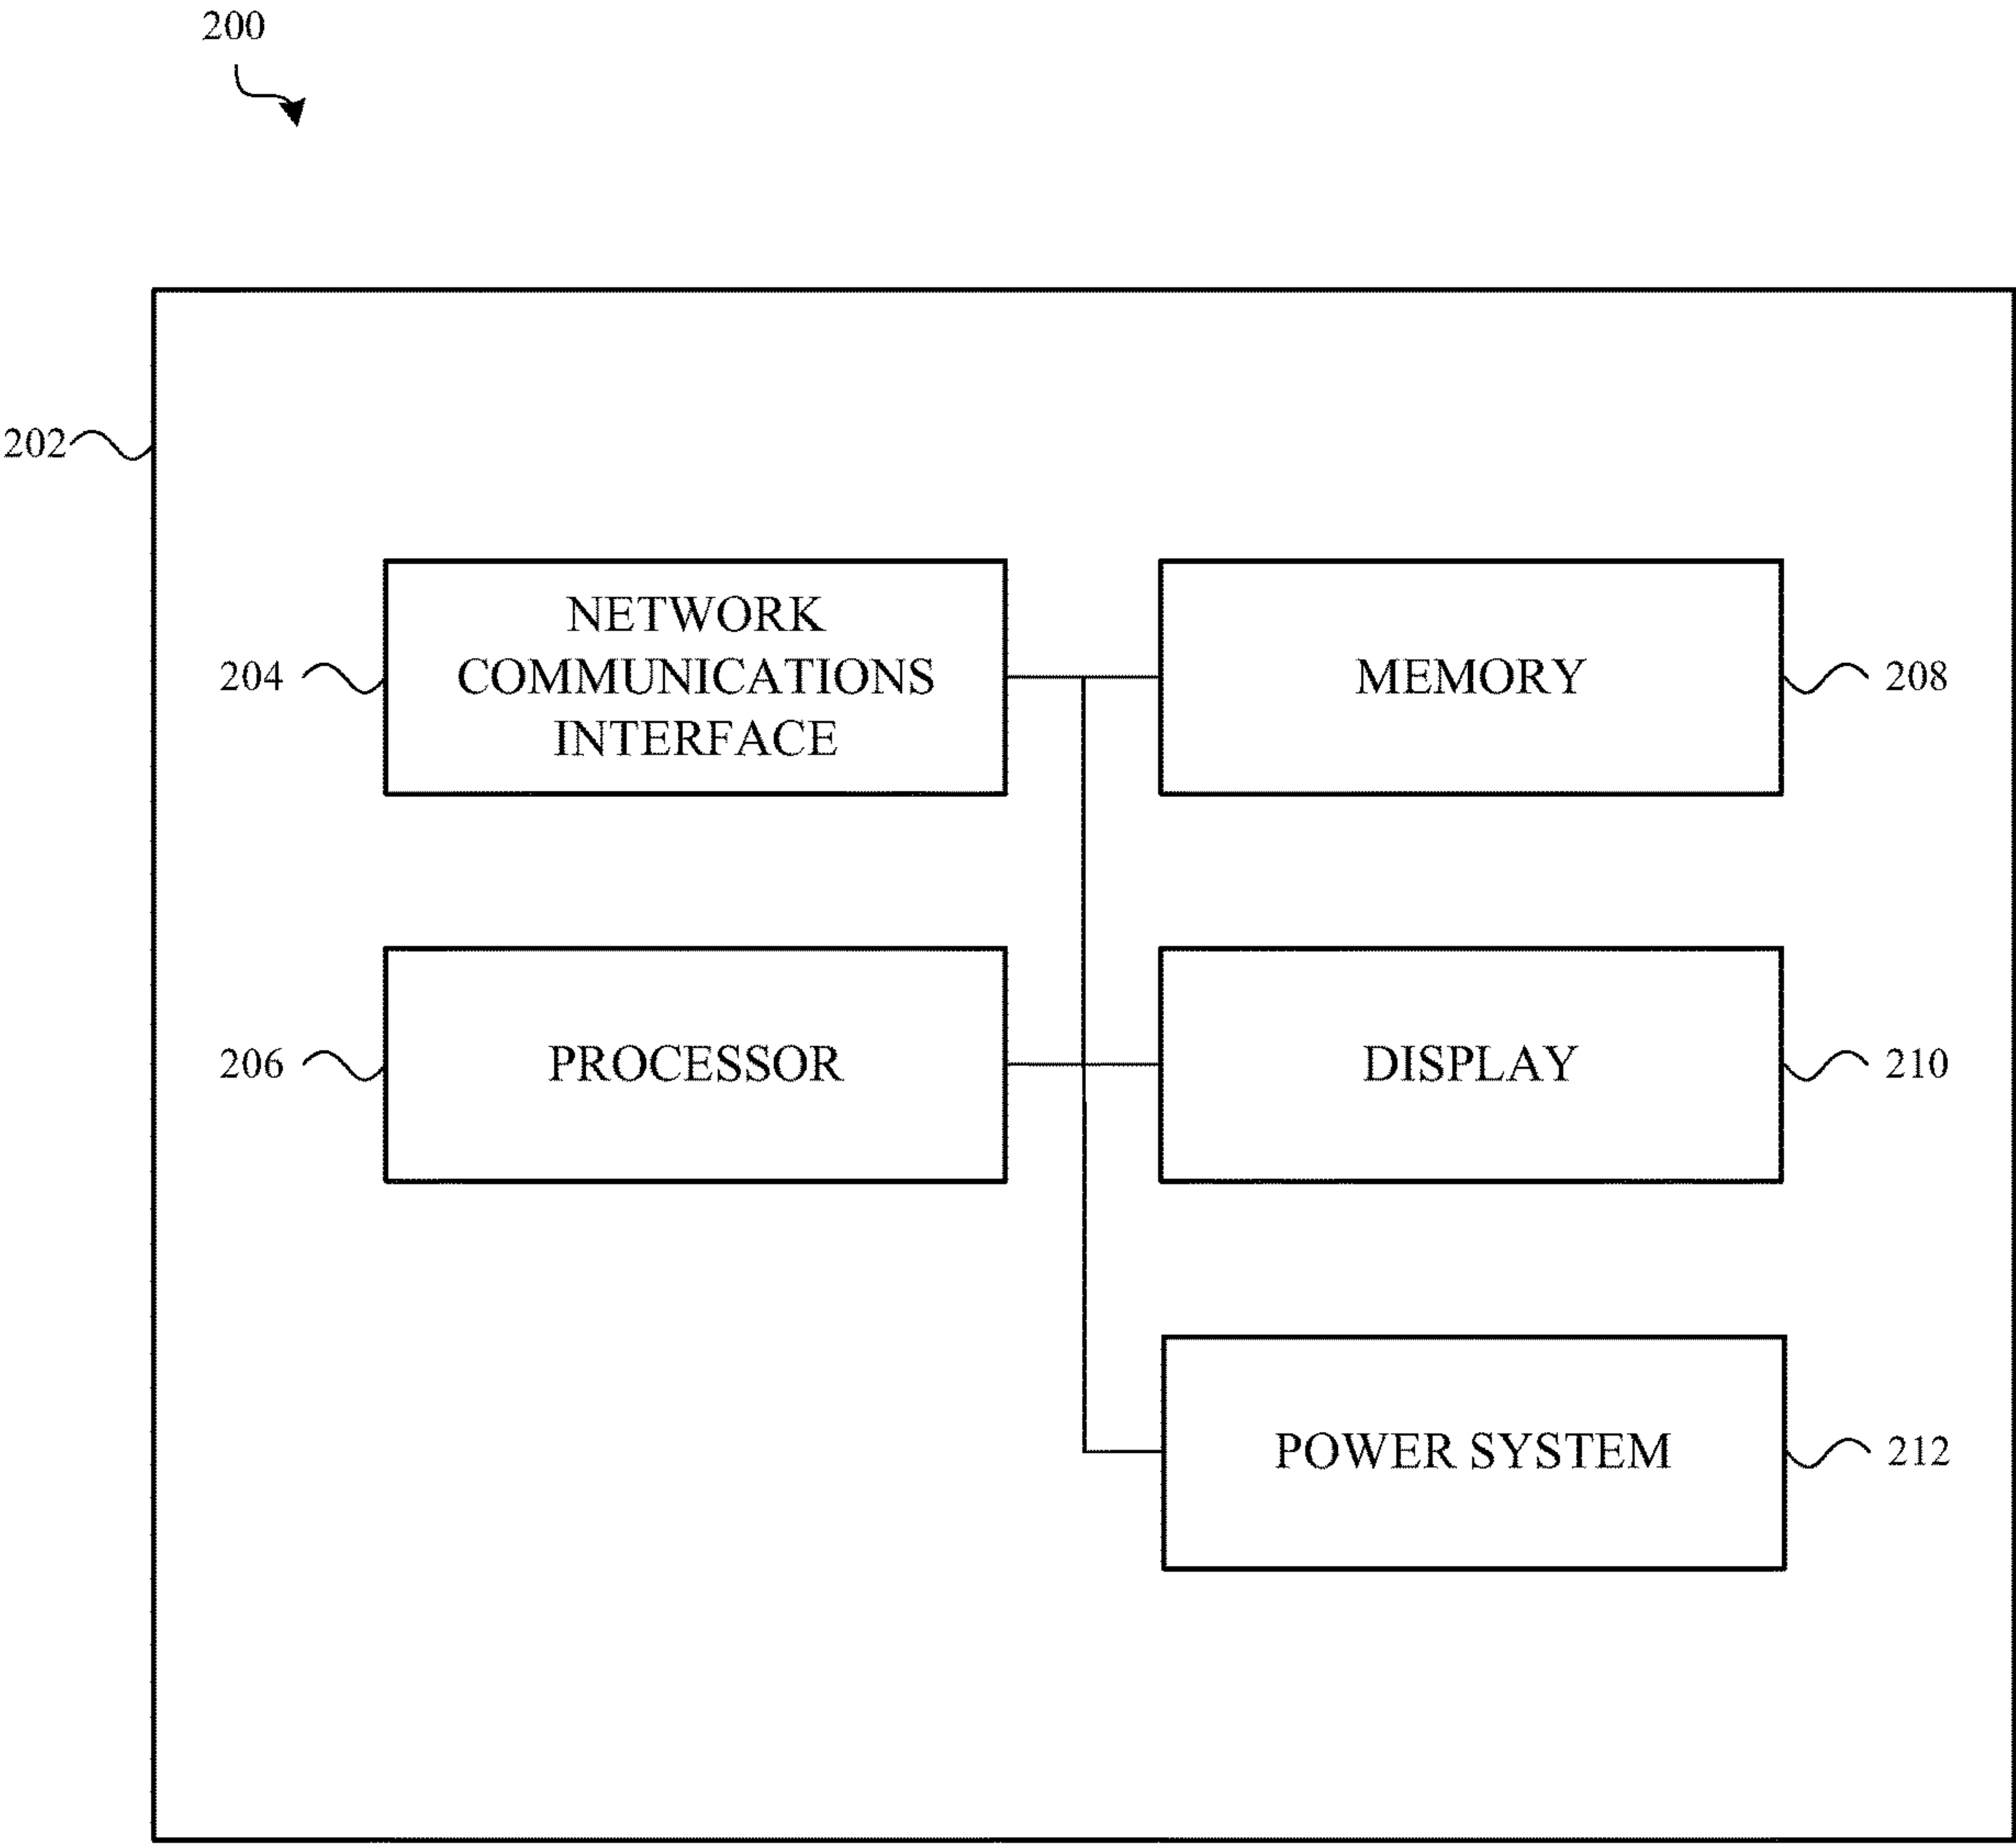 200
202
NETWORK
COMMUNICATIONS
INTERFACE
204
MEMORY
208
206
PROCESSOR
DISPLAY
210
POWER SYSTEM
212